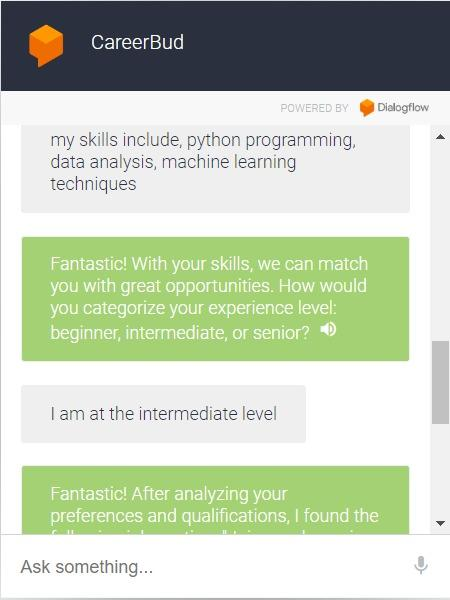 CareerBud
POWERED BY Dialogflow
my skills include, python programming,
data analysis, machine learning
techniques
Fantastic! With your skills, we can match
you with great opportunities. How would
you categorize your experience level:
beginner, intermediate, or senior?
I am at the intermediate level
Fantastic! After analyzing your
preferences and qualifications, I found the
Ask something...